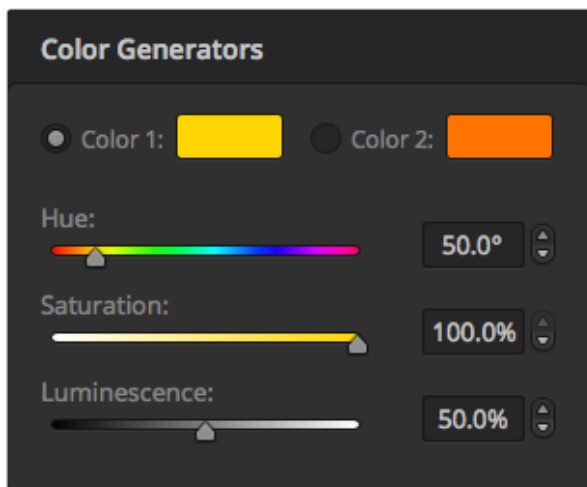 Color Generators
Color 1: Color 2:
Hue:
50.0°
Saturation:
100.0%
Luminescence:
50.0%